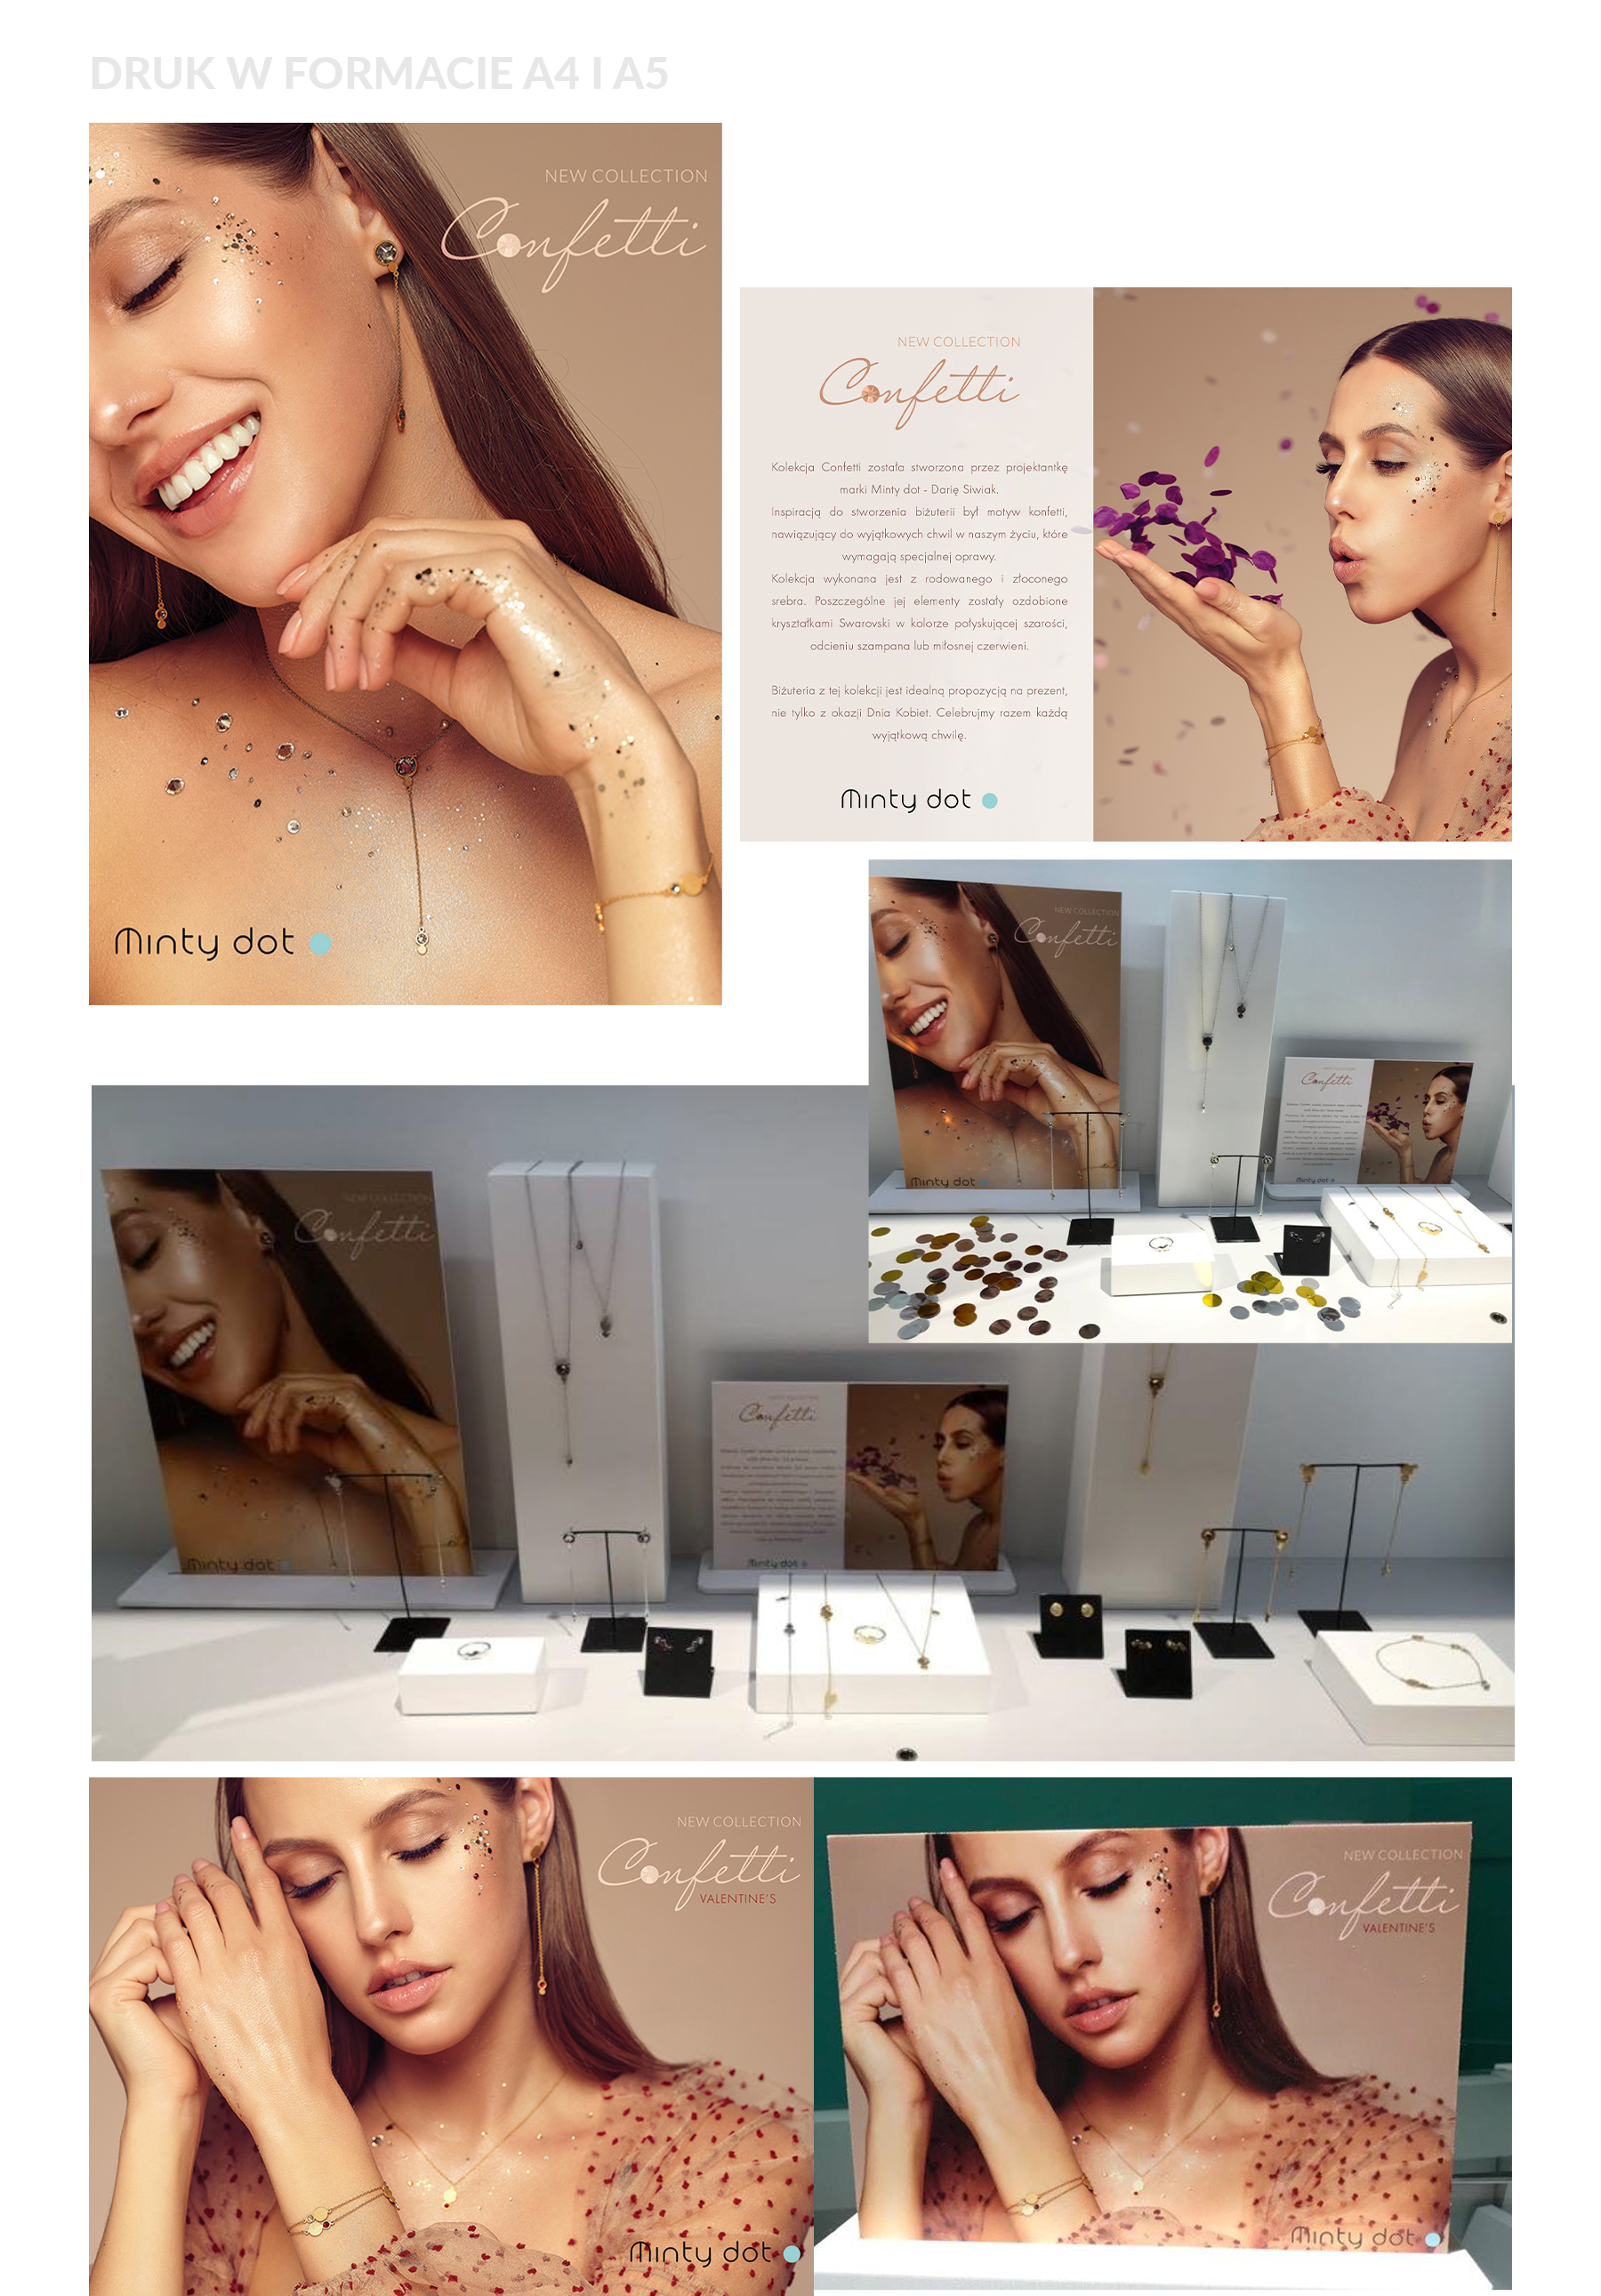 DRUK W FORMACIE A4 I A5
NEW COLLECTION
Confetti
Minty dot
NEW COLLECTION
Confetti
Kolekcja Confetti została stworzona przez projektantkę
marki Minty dot - Darię Siwiak.
Inspiracją do stworzenia biżuterii był motyw konfetti,
nawiązujący do wyjątkowych chwil w naszym życiu, które
wymagają specjalnej oprawy.
Kolekcja wykonana jest z rodowanego i złoconego
srebra. Poszczególne jej elementy zostały ozdobione
kryształkami Swarovski w kolorze połyskującej szarości,
odcieniu szampana lub miłosnej czerwieni.
Biżuteria z tej kolekcji jest idealną propozycją na prezent,
nie tylko z okazji Dnia Kobiet. Celebrujmy razem każdą
wyjątkową chwilę.
Minty dot
NEW COLLECTION
Confetti
Minty dot
Confetti
Minty dot
NEW COLLECTION
Confetti
Minty dot
Confetti
Minty dot
NEW COLLECTION
Confetti
VALENTINE'S
Minty dot
NEW COLLECTION
Confetti
VALENTINE'S
Minty dot